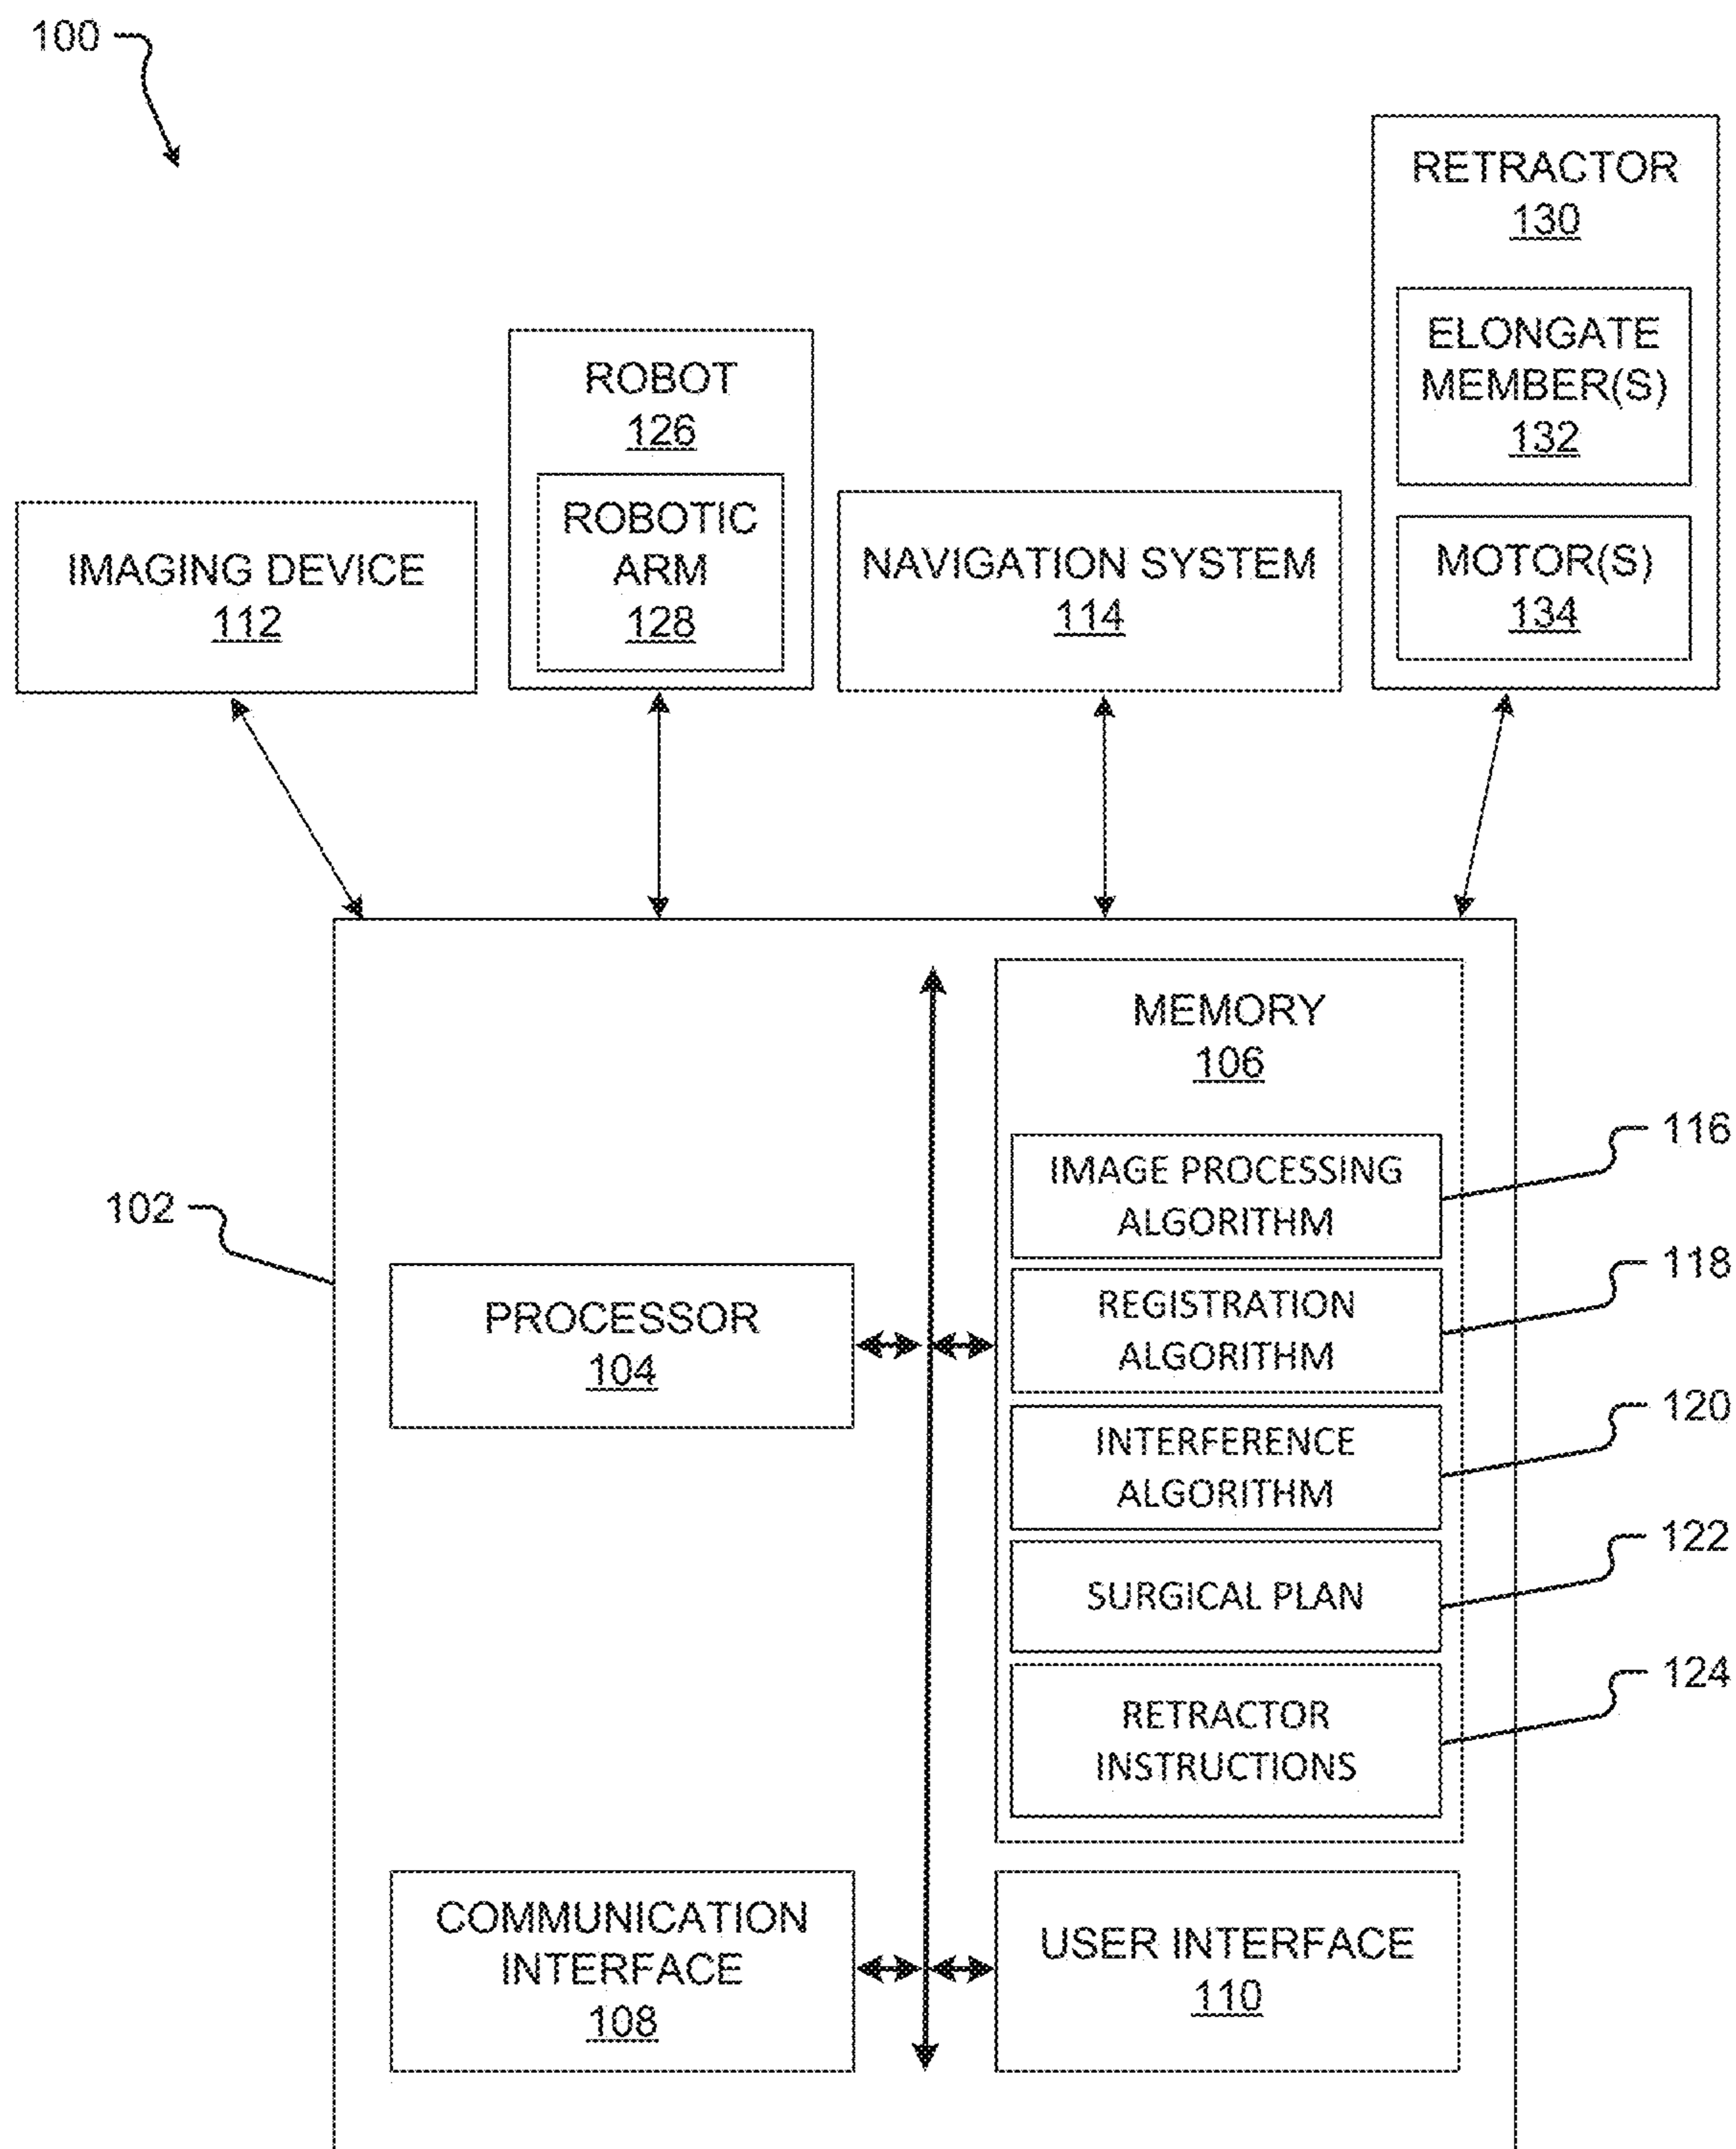 100
RETRACTOR
130
ELONGATE
MEMBER(S)
132
MOTOR(S)
134
ROBOT
126
ROBOTIC
ARM
128
IMAGING DEVICE
112
NAVIGATION SYSTEM
114
102
MEMORY
106
IMAGE PROCESSING
ALGORITHM
116
REGISTRATION
ALGORITHM
118
INTERFERENCE
ALGORITHM
120
SURGICAL PLAN
122
RETRACTOR
INSTRUCTIONS
124
PROCESSOR
104
COMMUNICATION
INTERFACE
108
USER INTERFACE
110